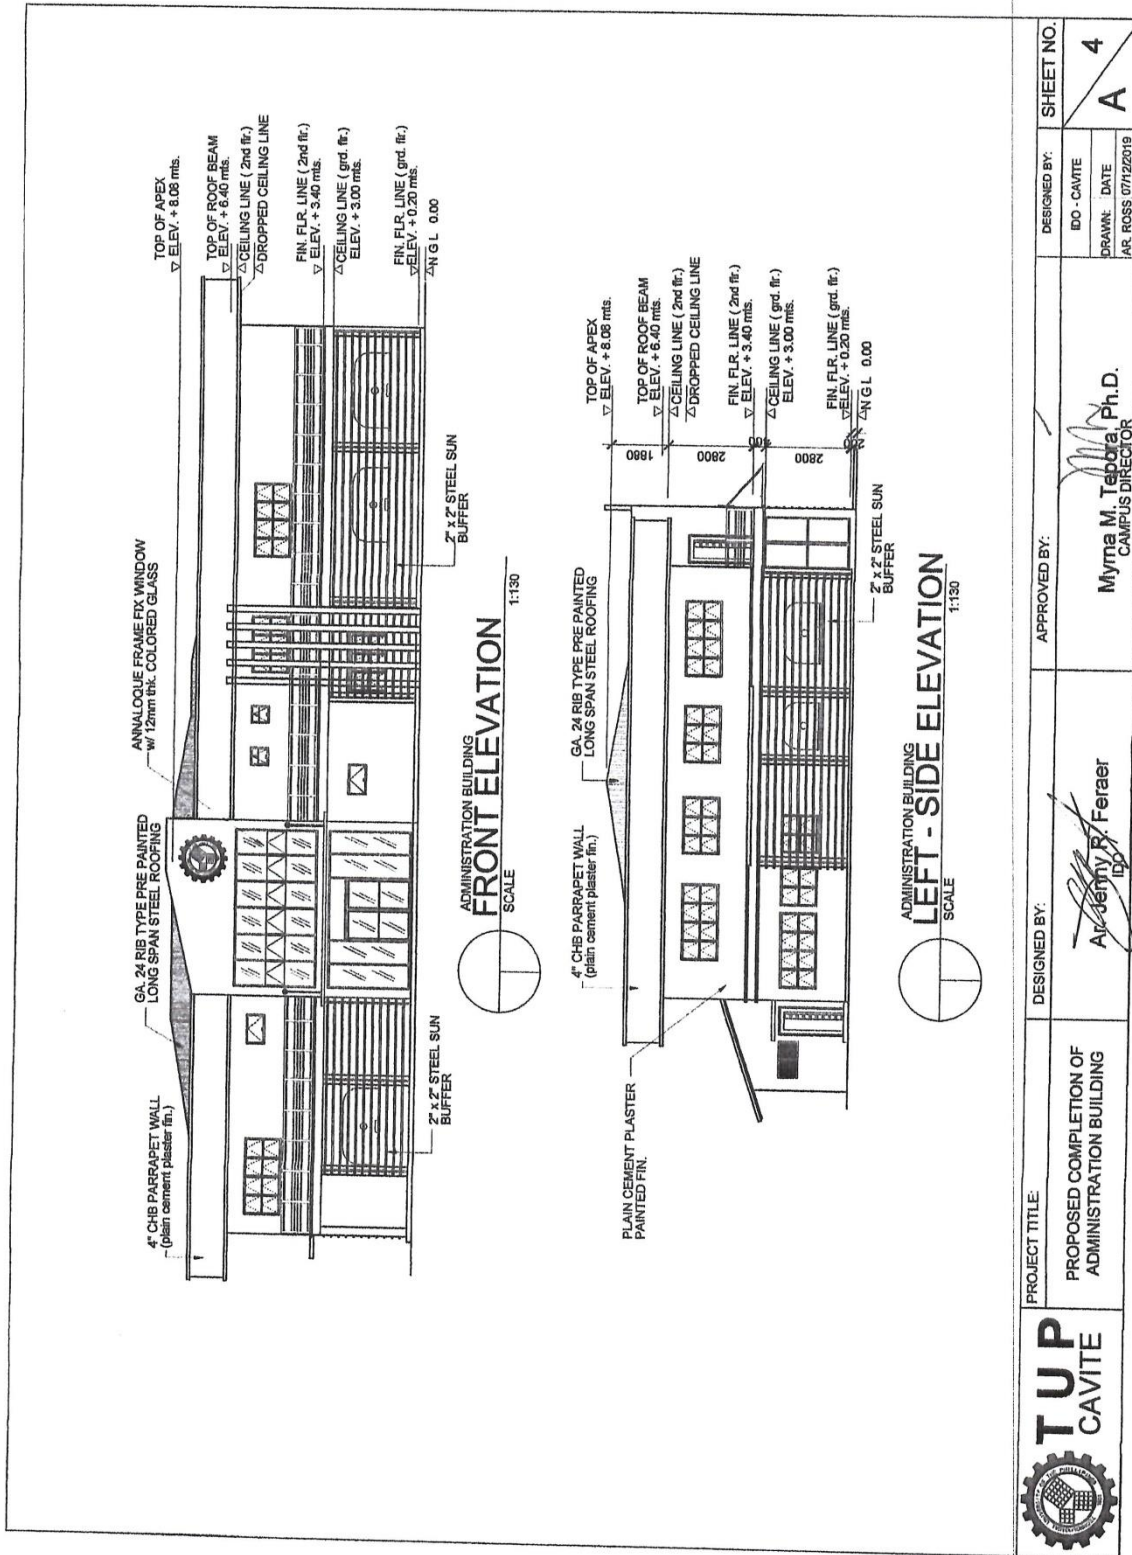 GA. 24 RIB TYPE PRE PAINTED
LONG SPAN STEEL ROOFING
ANNALOQUE FRAME FIX WINDOW
w/ 12mm thk. COLORED GLASS
4" CHB PARRAPET WALL
(plain cement plaster fin.)
TOP OF APEX
ELEV. + 8.08 mts.
TOP OF ROOF BEAM
ELEV. + 6.40 mts.
CEILING LINE ( 2nd flr.)
DROPPED CEILING LINE
FIN. FLR. LINE ( 2nd flr.)
ELEV. + 3.40 mts.
CEILING LINE ( grd. flr.)
ELEV. + 3.00 mts.
FIN. FLR. LINE ( grd. flr.)
ELEV. + 0.20 mts.
N G L 0.00
2" x 2" STEEL SUN
BUFFER
2" x 2" STEEL SUN
BUFFER
ADMINISTRATION BUILDING
FRONT ELEVATION
SCALE 1:130
4" CHB PARRAPET WALL
(plain cement plaster fin.)
GA. 24 RIB TYPE PRE PAINTED
LONG SPAN STEEL ROOFING
PLAIN CEMENT PLASTER
PAINTED FIN.
TOP OF APEX
ELEV. + 8.08 mts.
TOP OF ROOF BEAM
ELEV. + 6.40 mts.
CEILING LINE ( 2nd flr.)
DROPPED CEILING LINE
FIN. FLR. LINE ( 2nd flr.)
ELEV. + 3.40 mts.
CEILING LINE ( grd. flr.)
ELEV. + 3.00 mts.
FIN. FLR. LINE ( grd. flr.)
ELEV. + 0.20 mts.
N G L 0.00
1880
2800
400
2800
2" x 2" STEEL SUN
BUFFER
ADMINISTRATION BUILDING
LEFT - SIDE ELEVATION
SCALE 1:130
T U P
CAVITE
PROJECT TITLE:
PROPOSED COMPLETION OF
ADMINISTRATION BUILDING
DESIGNED BY:
Ar. Jenny R. Feraer
IDO
APPROVED BY:
Myrna M. Tepora, Ph.D.
CAMPUS DIRECTOR
DESIGNED BY:
IDO - CAVITE
DRAWN: DATE
AR. ROSS 07/12/2019
SHEET NO.
A 4